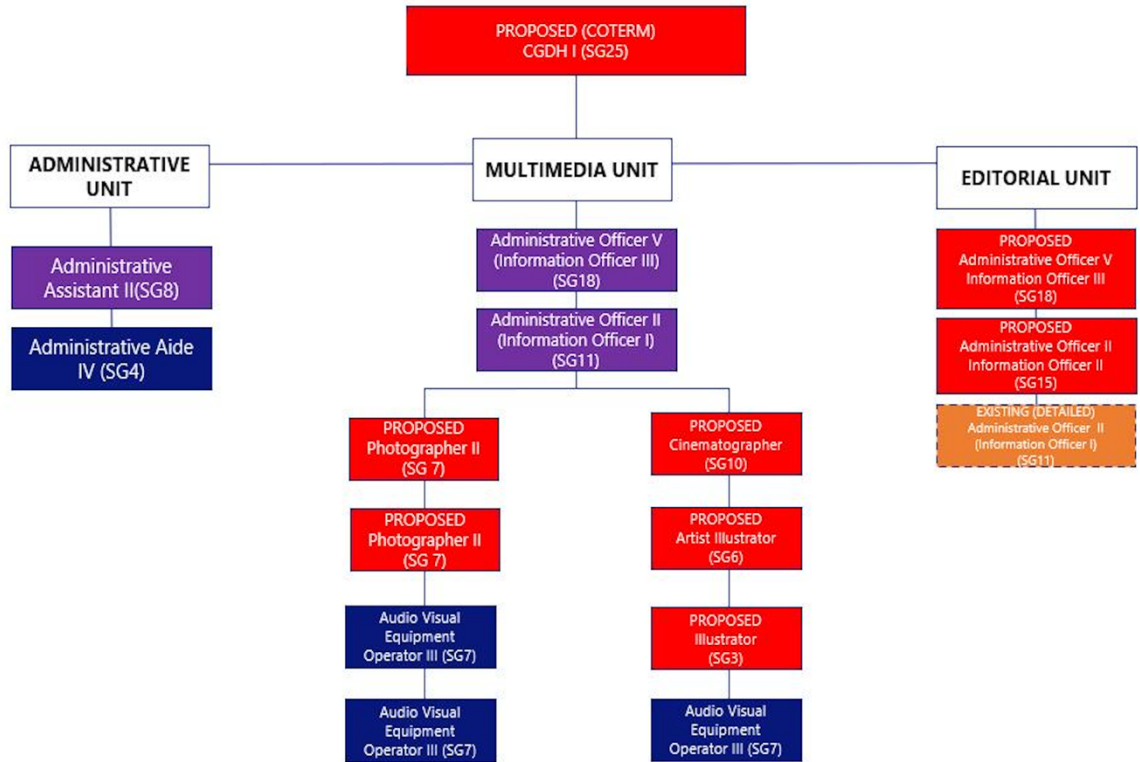 PROPOSED (COTERM)
CGDH I (SG25)
ADMINISTRATIVE
UNIT
MULTIMEDIA UNIT
EDITORIAL UNIT
Administrative
Assistant II(SG8)
Administrative Aide
IV (SG4)
Administrative Officer V
(Information Officer III)
(SG18)
Administrative Officer II
(Information Officer I)
(SG11)
PROPOSED
Photographer II
(SG 7)
PROPOSED
Photographer II
(SG 7)
Audio Visual
Equipment
Operator III (SG7)
Audio Visual
Equipment
Operator III (SG7)
PROPOSED
Cinematographer
(SG10)
PROPOSED
Artist Illustrator
(SG6)
PROPOSED
Illustrator
(SG3)
Audio Visual
Equipment
Operator III (SG7)
PROPOSED
Administrative Officer V
Information Officer III
(SG18)
PROPOSED
Administrative Officer II
Information Officer II
(SG15)
EXISTING (DETAILED)
Administrative Officer II
(Information Officer I)
(SG11)